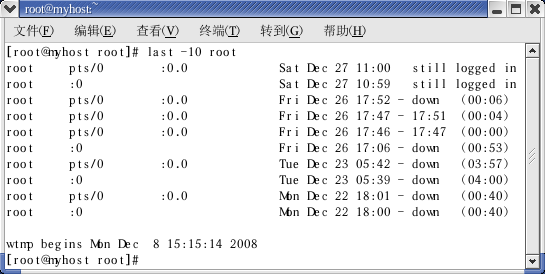 root@myhost:~
文件(F) 编辑(E) 查看(V) 终端(T) 转到(G) 帮助(H)
[root@myhost root]# last -10 root
root pts/0 :0.0 Sat Dec 27 11:00 still logged in
root :0 Sat Dec 27 10:59 still logged in
root pts/0 :0.0 Fri Dec 26 17:52 - down (00:06)
root pts/0 :0.0 Fri Dec 26 17:47 - 17:51 (00:04)
root pts/0 :0.0 Fri Dec 26 17:46 - 17:47 (00:00)
root :0 Fri Dec 26 17:06 - down (00:53)
root pts/0 :0.0 Tue Dec 23 05:42 - down (03:57)
root :0 Tue Dec 23 05:39 - down (04:00)
root pts/0 :0.0 Mon Dec 22 18:01 - down (00:40)
root :0 Mon Dec 22 18:00 - down (00:40)
wtmp begins Mon Dec 8 15:15:14 2008
[root@myhost root]#